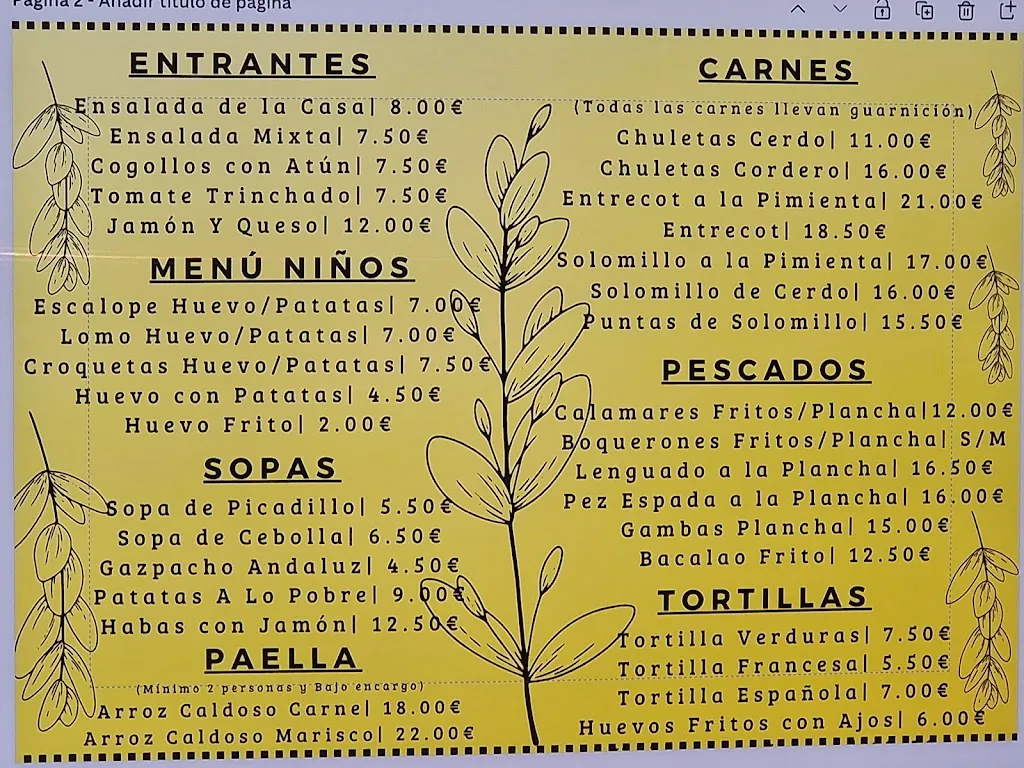 Página 2 - Añadir título de página
ENTRANTES
Ensalada de la Casa| 8.00€
Ensalada Mixta| 7.50€
Cogollos con Atún| 7.50€
Tomate Trinchado| 7.50€
Jamón Y Queso| 12.00€
MENÚ NIÑOS
Escalope Huevo/Patatas| 7.00€
Lomo Huevo/Patatas| 7.00€
Croquetas Huevo/Patatas| 7.50€
Huevo con Patatas| 4.50€
Huevo Frito| 2.00€
SOPAS
Sopa de Picadillo| 5.50€
Sopa de Cebolla| 6.50€
Gazpacho Andaluz| 4.50€
Patatas A Lo Pobre| 9.00€
Habas con Jamón| 12.50€
PAELLA
(Mínimo 2 personas y Bajo encargo)
Arroz Caldoso Carne| 18.00€
Arroz Caldoso Marisco| 22.00€
CARNES
(Todas las carnes llevan guarnición)
Chuletas Cerdo| 11.00€
Chuletas Cordero| 16.00€
Entrecot a la Pimienta| 21.00€
Entrecot| 18.50€
Solomillo a la Pimienta| 17.00€
Solomillo de Cerdo| 16.00€
Puntas de Solomillo| 15.50€
PESCADOS
Calamares Fritos/Plancha|12.00€
Boquerones Fritos/Plancha| S/M
Lenguado a la Plancha| 16.50€
Pez Espada a la Plancha| 16.00€
Gambas Plancha| 15.00€
Bacalao Frito| 12.50€
TORTILLAS
Tortilla Verduras| 7.50€
Tortilla Francesa| 5.50€
Tortilla Española| 7.00€
Huevos Fritos con Ajos| 6.00€